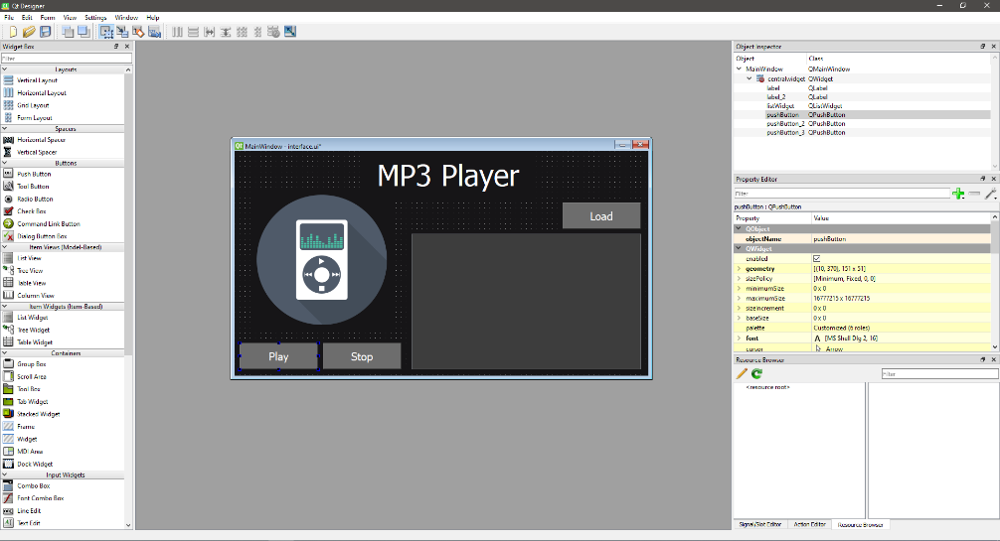 Qt Designer
File Edit Form View Settings Window Help
Widget Box
Filter
Layouts
Vertical Layout
Horizontal Layout
Grid Layout
Form Layout
Spacers
Horizontal Spacer
Vertical Spacer
Buttons
Push Button
Tool Button
Radio Button
Check Box
Command Link Button
Dialog Button Box
Item Views (Model-Based)
List View
Tree View
Table View
Column View
Item Widgets (Item-Based)
List Widget
Tree Widget
Table Widget
Containers
Group Box
Scroll Area
Tool Box
Tab Widget
Stacked Widget
Frame
Widget
MDI Area
Dock Widget
Input Widgets
Combo Box
Font Combo Box
Line Edit
Text Edit
MainWindow - interface.ui*
MP3 Player
Load
Play
Stop
Object Inspector
Object Class
MainWindow QMainWindow
centralwidget QWidget
label QLabel
label_2 QLabel
listWidget QListWidget
pushButton QPushButton
pushButton_2 QPushButton
pushButton_3 QPushButton
Property Editor
Filter
pushButton : QPushButton
Property Value
QObject
objectName pushButton
QWidget
enabled
geometry [(10, 370), 151 x 51]
sizePolicy [Minimum, Fixed, 0, 0]
minimumSize 0 x 0
maximumSize 16777215 x 16777215
sizeIncrement 0 x 0
baseSize 0 x 0
palette Customized (6 roles)
font A [MS Shell Dlg 2, 16]
cursor Arrow
Resource Browser
Filter
<resource root>
Signal/Slot Editor Action Editor Resource Browser